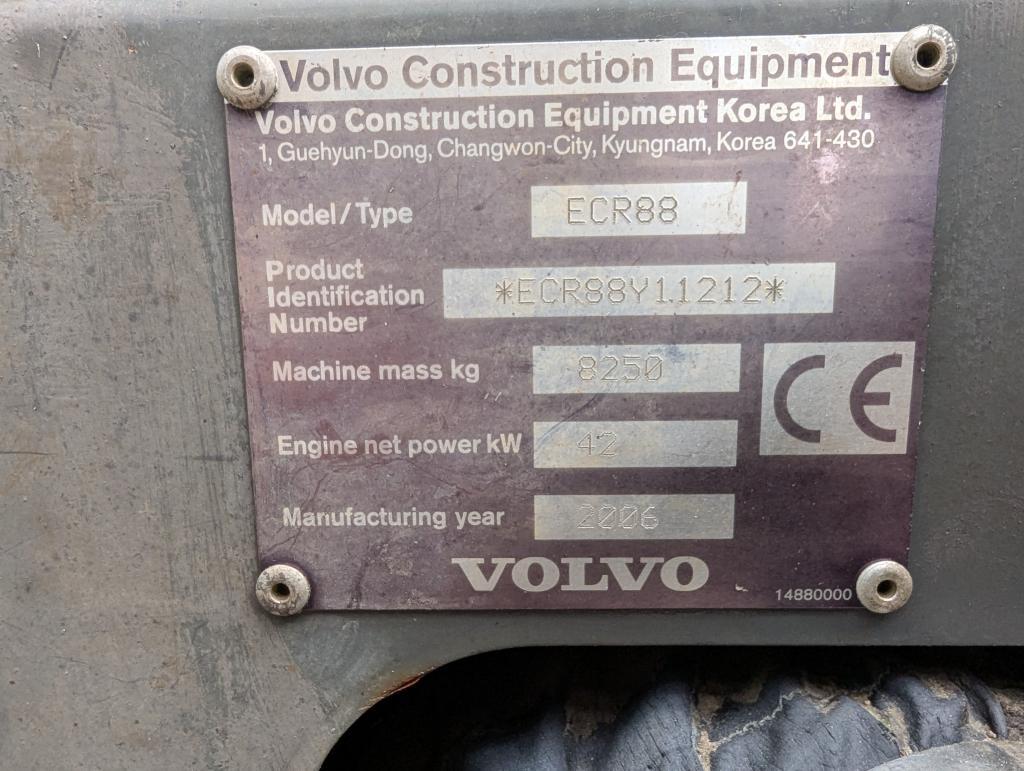 Volvo Construction Equipment
Volvo Construction Equipment Korea Ltd.
1, Guehyun-Dong, Changwon-City, Kyungnam, Korea 641-430
Model/Type ECR88
Product
Identification
Number *ECR88Y11212*
Machine mass kg 8250
CE
Engine net power kW 42
Manufacturing year 2006
VOLVO
14880000